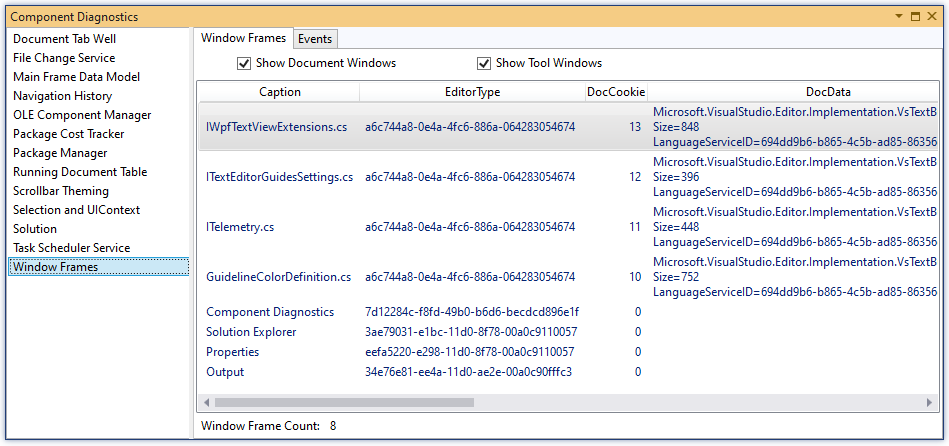 Component Diagnostics
Document Tab Well
File Change Service
Main Frame Data Model
Navigation History
OLE Component Manager
Package Cost Tracker
Package Manager
Running Document Table
Scrollbar Theming
Selection and UIContext
Solution
Task Scheduler Service
Window Frames
Window Frames Events
Show Document Windows Show Tool Windows
Caption EditorType DocCookie DocData
IWpfTextViewExtensions.cs a6c744a8-0e4a-4fc6-886a-064283054674 13 Microsoft.VisualStudio.Editor.Implementation.VsTextB
Size=848
LanguageServiceID=694dd9b6-b865-4c5b-ad85-86356
ITextEditorGuidesSettings.cs a6c744a8-0e4a-4fc6-886a-064283054674 12 Microsoft.VisualStudio.Editor.Implementation.VsTextB
Size=396
LanguageServiceID=694dd9b6-b865-4c5b-ad85-86356
ITelemetry.cs a6c744a8-0e4a-4fc6-886a-064283054674 11 Microsoft.VisualStudio.Editor.Implementation.VsTextB
Size=448
LanguageServiceID=694dd9b6-b865-4c5b-ad85-86356
GuidelineColorDefinition.cs a6c744a8-0e4a-4fc6-886a-064283054674 10 Microsoft.VisualStudio.Editor.Implementation.VsTextB
Size=752
LanguageServiceID=694dd9b6-b865-4c5b-ad85-86356
Component Diagnostics 7d12284c-f8fd-49b0-b6d6-becdcd896e1f 0
Solution Explorer 3ae79031-e1bc-11d0-8f78-00a0c9110057 0
Properties eefa5220-e298-11d0-8f78-00a0c9110057 0
Output 34e76e81-ee4a-11d0-ae2e-00a0c90fffc3 0
Window Frame Count: 8